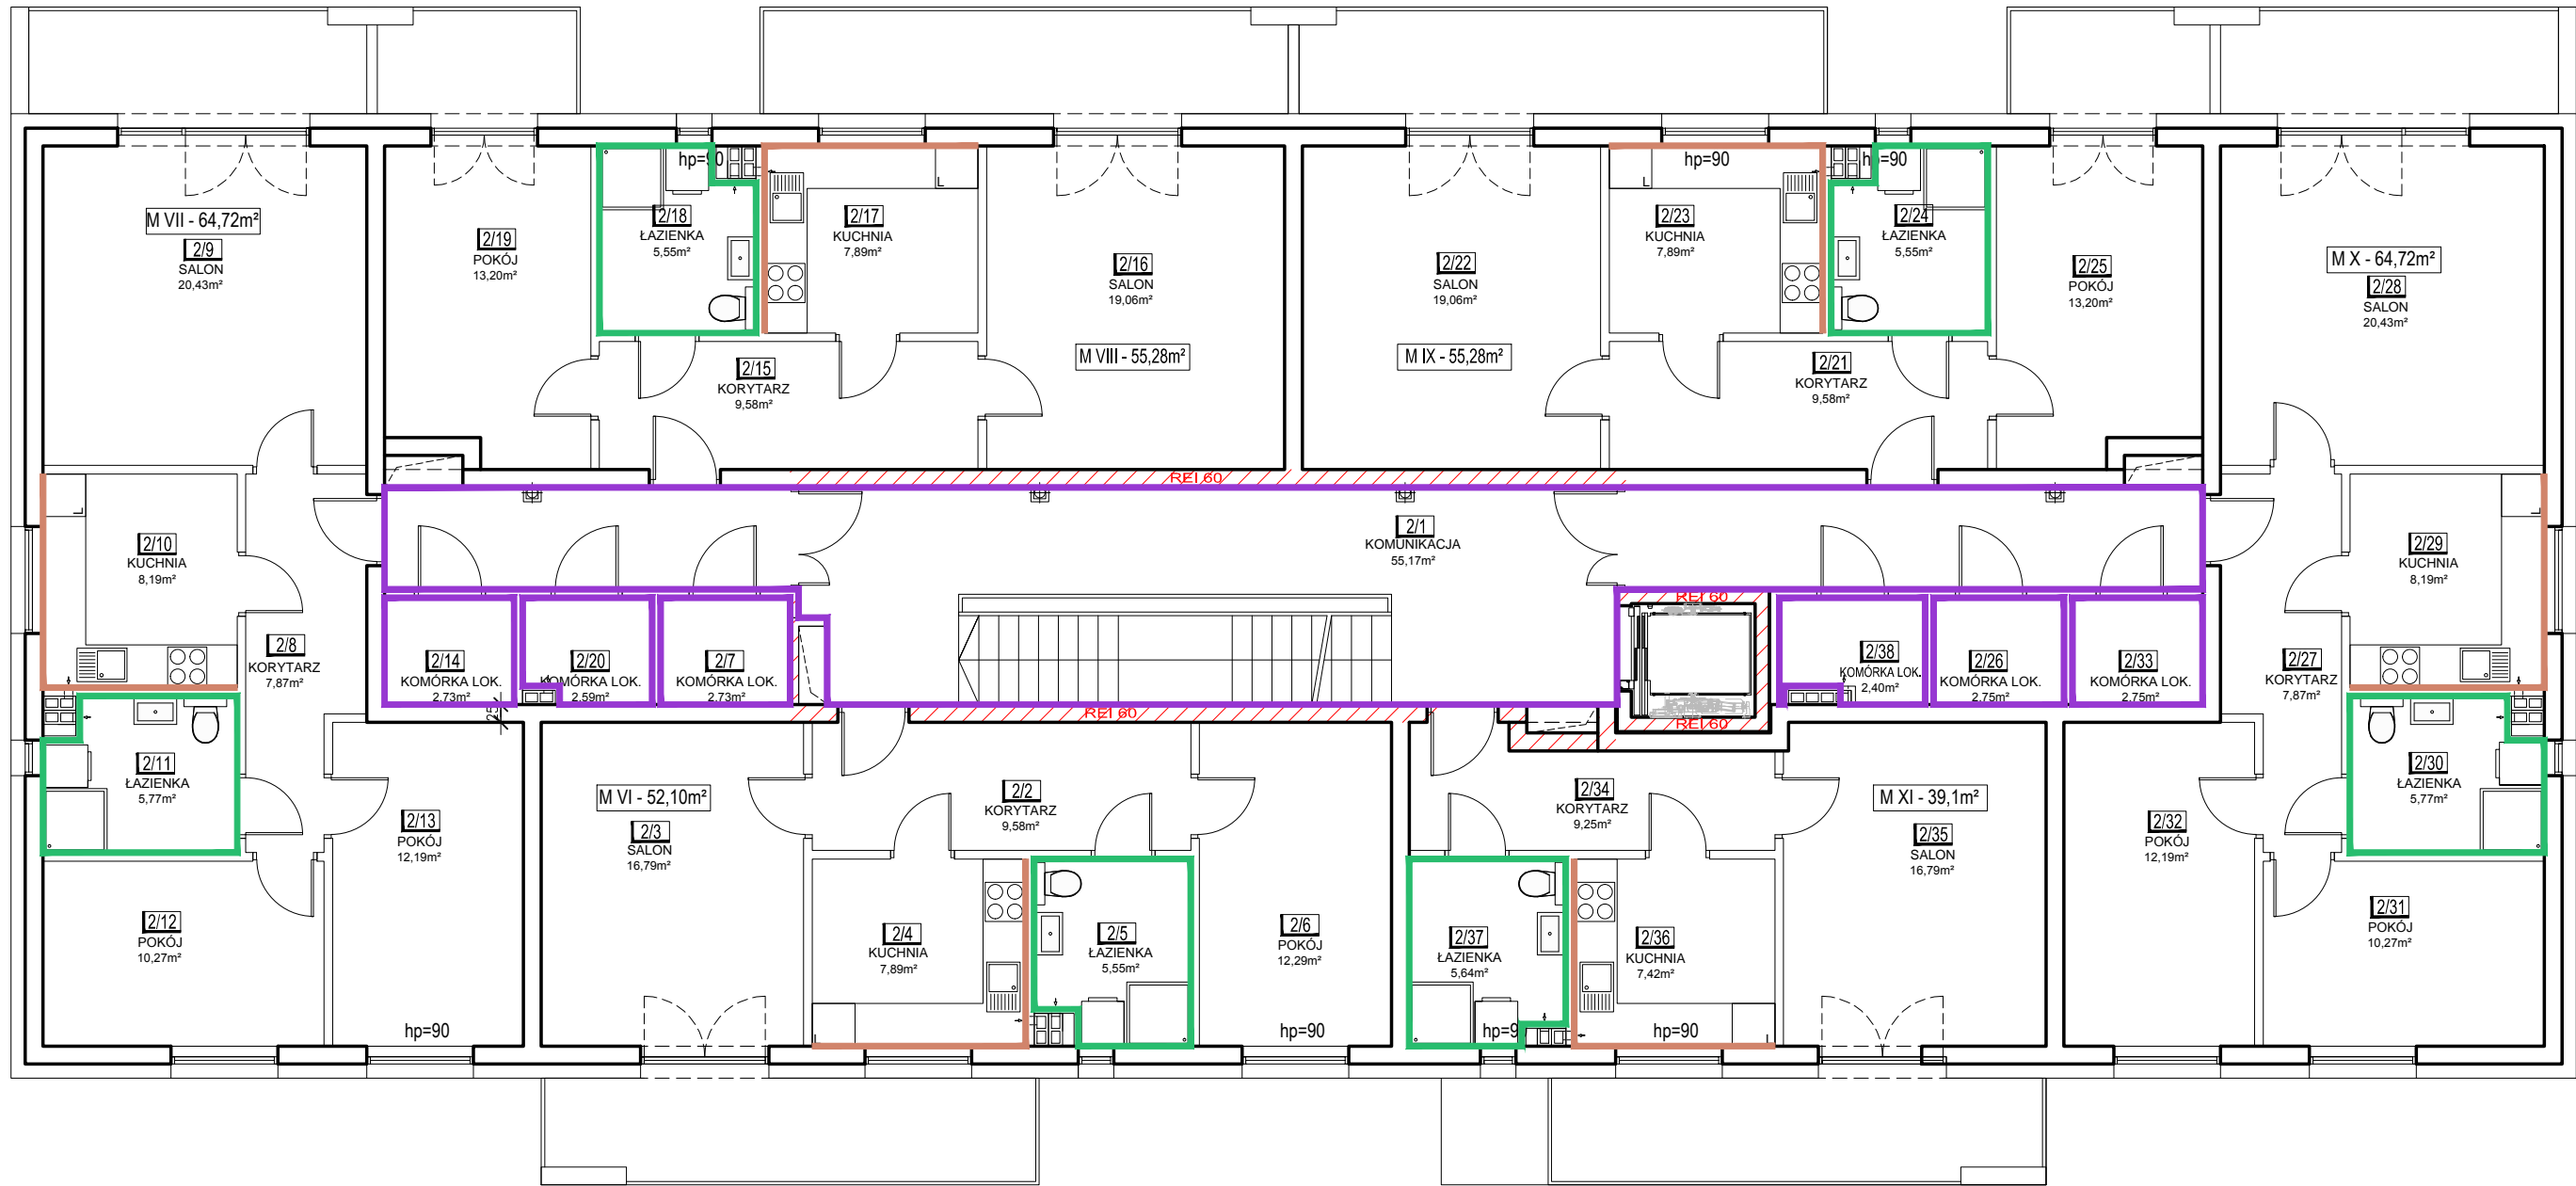 hp=90
hp=90
hp=90
M VII - 64,72m²
2/9
SALON
20,43m²
2/19
POKÓJ
13,20m²
2/18
ŁAZIENKA
5,55m²
2/17
KUCHNIA
7,89m²
2/16
SALON
19,06m²
M VIII - 55,28m²
2/15
KORYTARZ
9,58m²
2/22
SALON
19,06m²
M IX - 55,28m²
2/23
KUCHNIA
7,89m²
2/24
ŁAZIENKA
5,55m²
2/21
KORYTARZ
9,58m²
2/25
POKÓJ
13,20m²
M X - 64,72m²
2/28
SALON
20,43m²
L
L
REI 60
2/10
KUCHNIA
8,19m²
L
2/1
KOMUNIKACJA
55,17m²
2/29
KUCHNIA
8,19m²
L
2/8
KORYTARZ
7,87m²
2/14
KOMÓRKA LOK.
2,73m²
2/20
KOMÓRKA LOK.
2,59m²
2/7
KOMÓRKA LOK.
2,73m²
25
REI 60
REI 60
REI 60
2/38
KOMÓRKA LOK.
2,40m²
2/26
KOMÓRKA LOK.
2,75m²
2/33
KOMÓRKA LOK.
2,75m²
2/27
KORYTARZ
7,87m²
2/11
ŁAZIENKA
5,77m²
2/13
POKÓJ
12,19m²
2/12
POKÓJ
10,27m²
hp=90
M VI - 52,10m²
2/3
SALON
16,79m²
2/2
KORYTARZ
9,58m²
2/4
KUCHNIA
7,89m²
L
2/5
ŁAZIENKA
5,55m²
2/6
POKÓJ
12,29m²
hp=90
2/34
KORYTARZ
9,25m²
2/37
ŁAZIENKA
5,64m²
2/36
KUCHNIA
7,42m²
L
hp=9
hp=90
M XI - 39,1m²
2/35
SALON
16,79m²
2/32
POKÓJ
12,19m²
2/30
ŁAZIENKA
5,77m²
2/31
POKÓJ
10,27m²